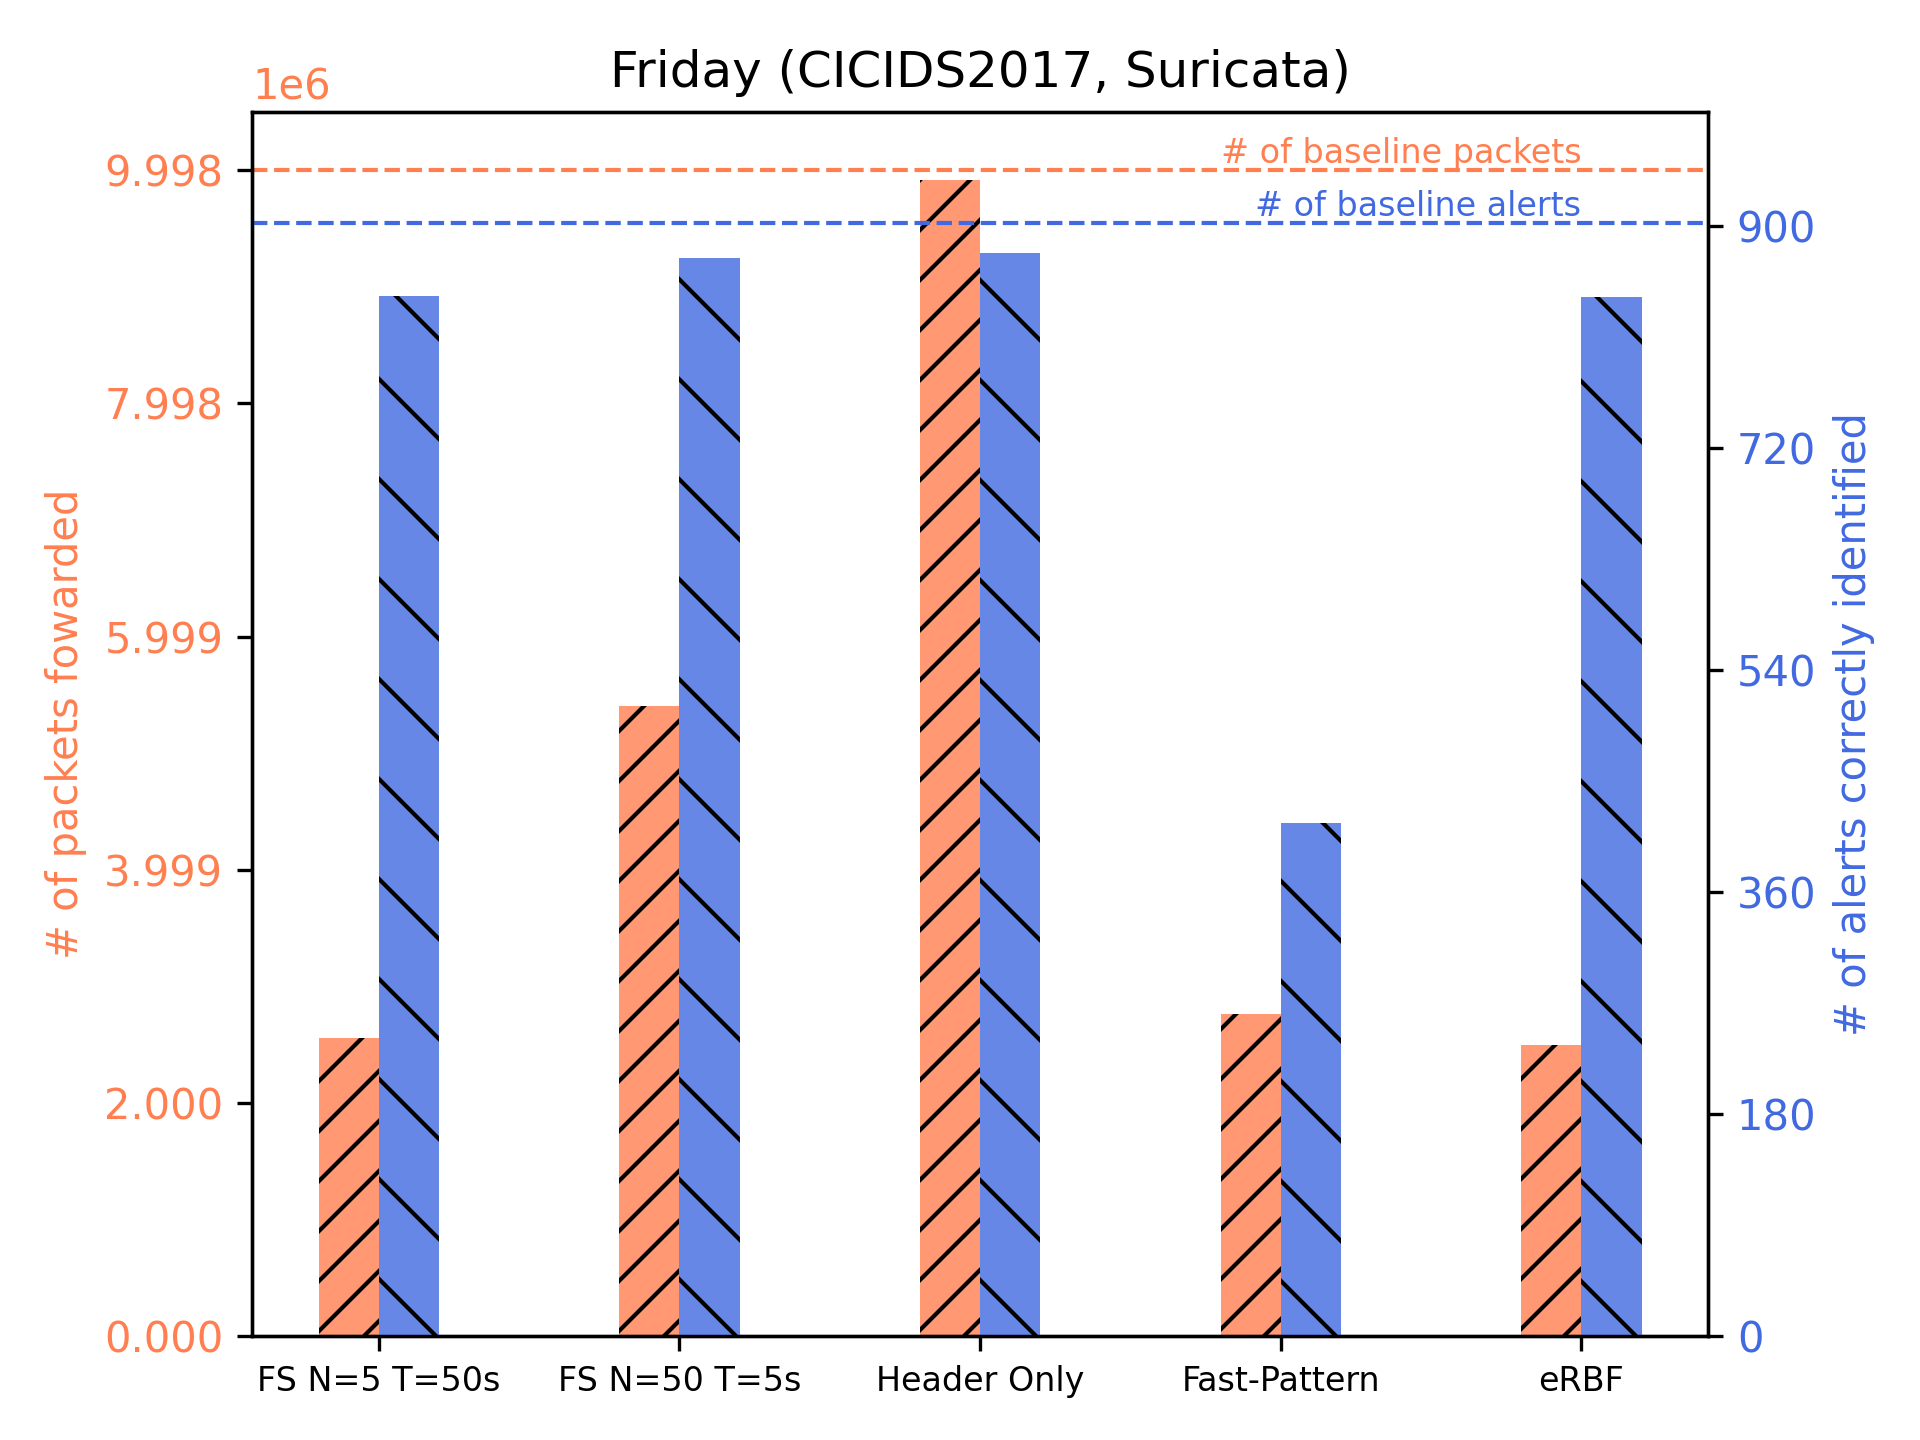 Friday (CICIDS2017, Suricata)
1e6
# of baseline packets
# of baseline alerts
9.998
7.998
5.999
3.999
2.000
0.000
# of packets fowarded
900
720
540
360
180
0
# of alerts correctly identified
FS N=5 T=50s
FS N=50 T=5s
Header Only
Fast-Pattern
eRBF